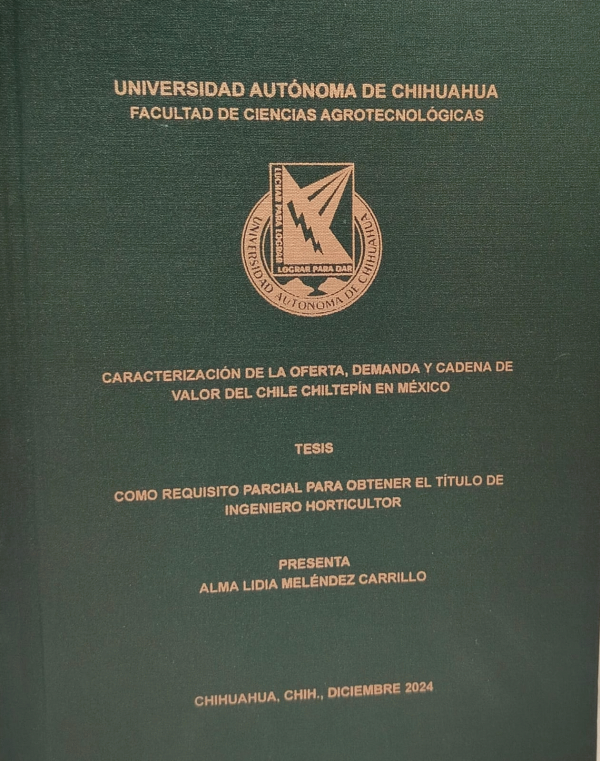 UNIVERSIDAD AUTÓNOMA DE CHIHUAHUA
FACULTAD DE CIENCIAS AGROTECNOLÓGICAS
LUCHAR PARA LOGRAR
LOGRAR PARA DAR
UNIVERSIDAD AUTONOMA DE CHIHUAHUA
CARACTERIZACIÓN DE LA OFERTA, DEMANDA Y CADENA DE
VALOR DEL CHILE CHILTEPÍN EN MÉXICO
TESIS
COMO REQUISITO PARCIAL PARA OBTENER EL TÍTULO DE
INGENIERO HORTICULTOR
PRESENTA
ALMA LIDIA MELÉNDEZ CARRILLO
CHIHUAHUA, CHIH., DICIEMBRE 2024